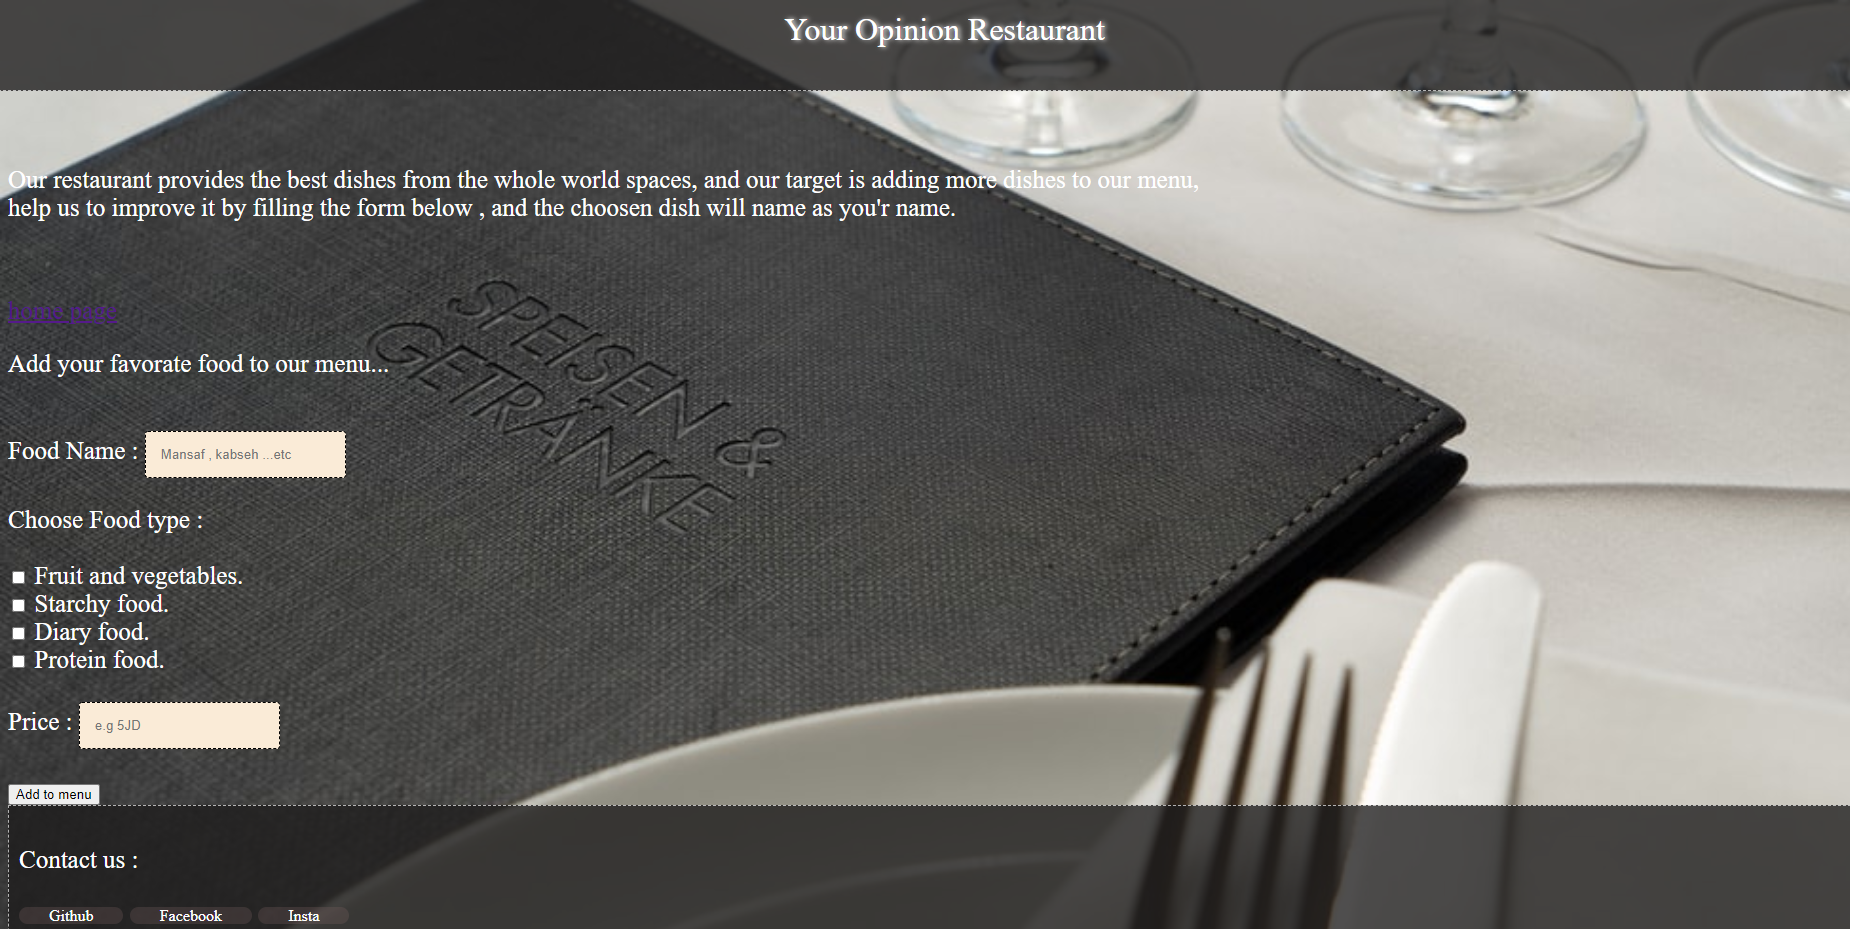 Your Opinion Restaurant
Our restaurant provides the best dishes from the whole world spaces, and our target is adding more dishes to our menu,
help us to improve it by filling the form below , and the choosen dish will name as you'r name.
home page
SPEISEN &
GETRÄNKE
Add your favorate food to our menu...
Food Name : Mansaf , kabseh ...etc
Choose Food type :
Fruit and vegetables.
Starchy food.
Diary food.
Protein food.
Price : e.g 5JD
Add to menu
Contact us :
Github Facebook Insta